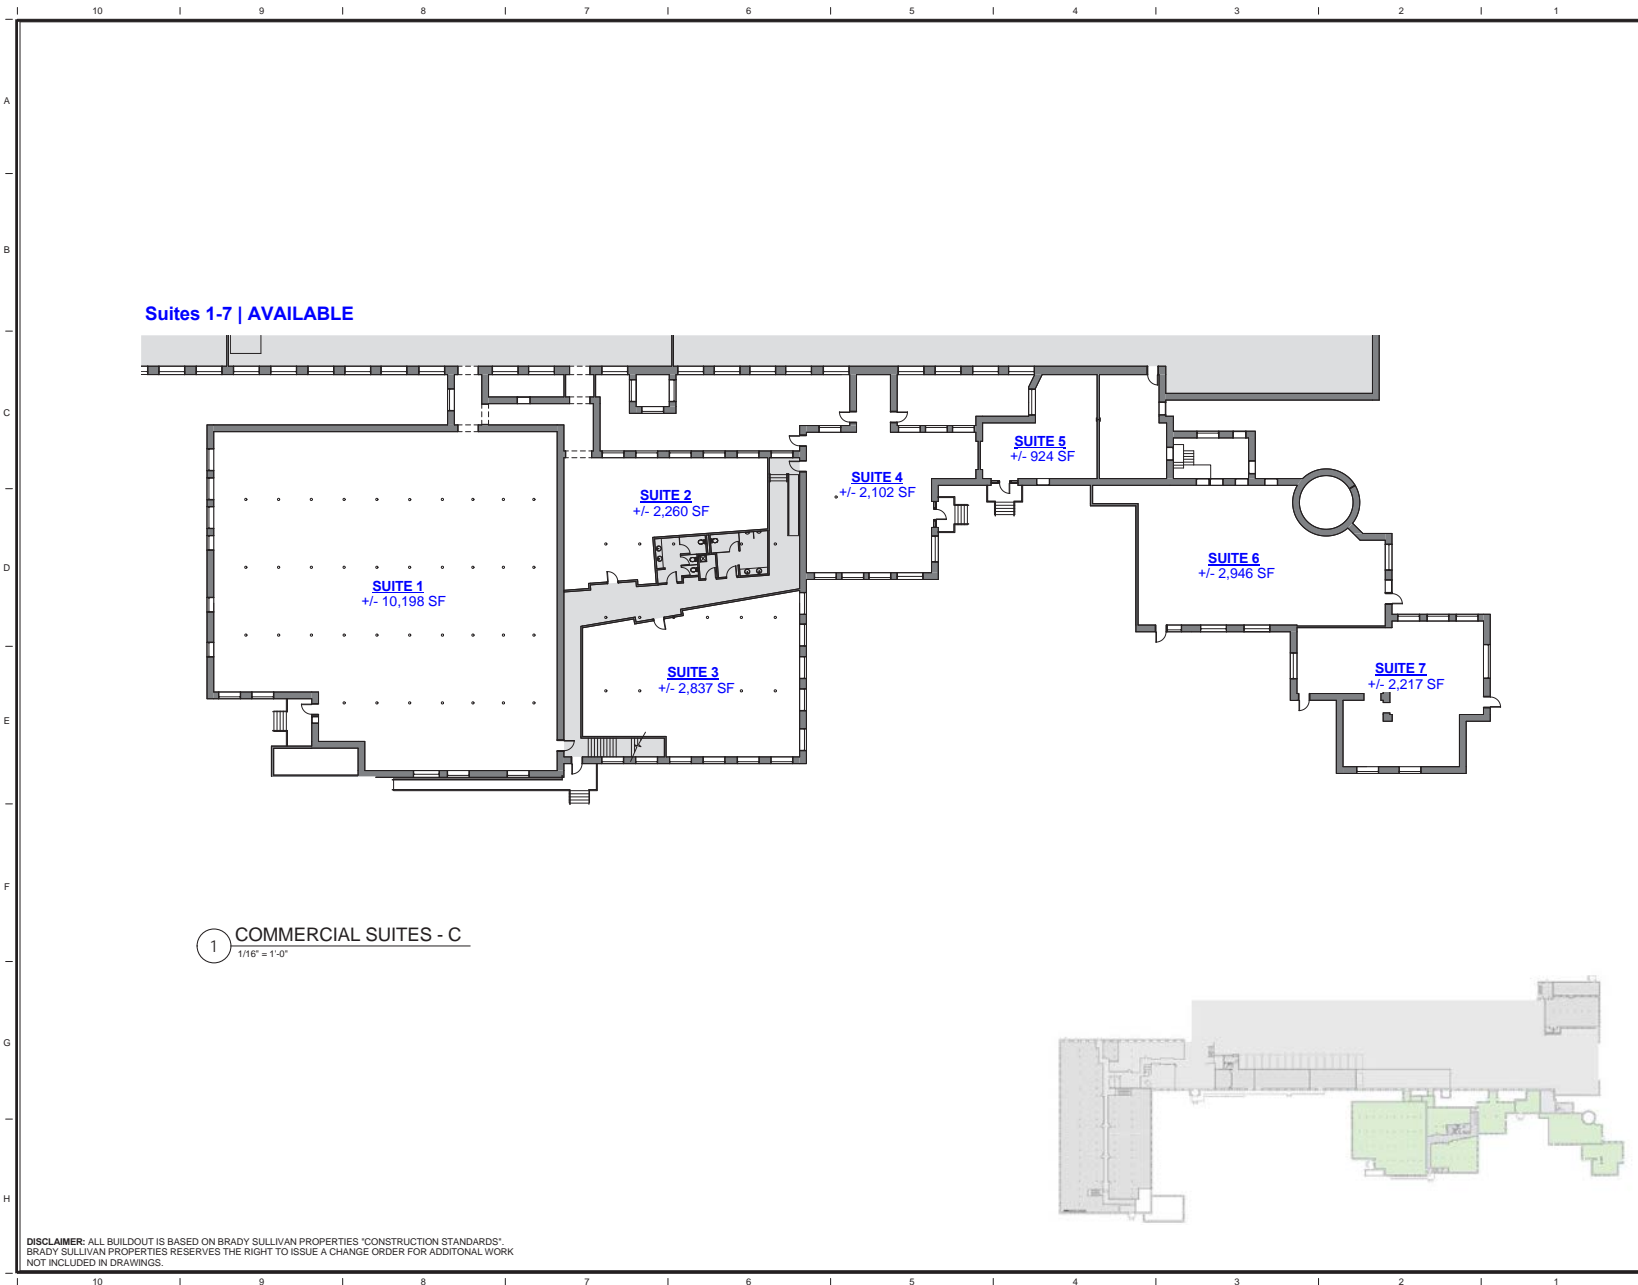 10 9 8 7 6 5 4 3 2 1
A
B
Suites 1-7 | AVAILABLE
C
SUITE 5
+/- 924 SF
SUITE 4
+/- 2,102 SF
SUITE 2
+/- 2,260 SF
D
SUITE 6
+/- 2,946 SF
SUITE 1
+/- 10,198 SF
SUITE 7
+/- 2,217 SF
SUITE 3
+/- 2,837 SF
E
F
1
COMMERCIAL SUITES - C
1/16" = 1'-0"
G
H
DISCLAIMER: ALL BUILDOUT IS BASED ON BRADY SULLIVAN PROPERTIES "CONSTRUCTION STANDARDS".
BRADY SULLIVAN PROPERTIES RESERVES THE RIGHT TO ISSUE A CHANGE ORDER FOR ADDITONAL WORK
NOT INCLUDED IN DRAWINGS.
10 9 8 7 6 5 4 3 2 1